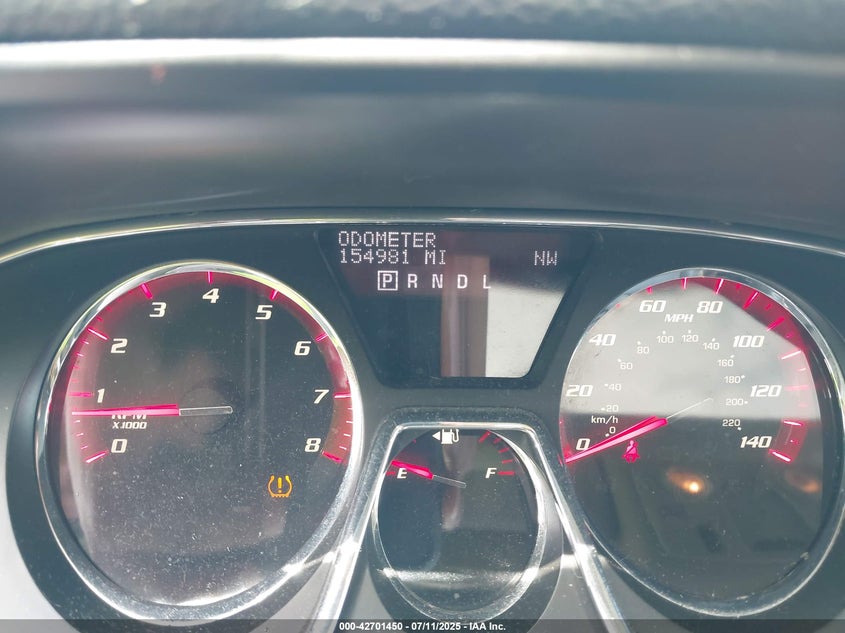 ODOMETER
154981 MI NW
P R N D L
0 1 2 3 4 5 6 7 8
RPM
X1000
E F
0 20 40 60 80 100 120 140
MPH
0 20 40 60 80 100 120 140 160 180 200 220
km/h
000-42701450 - 07/11/2025 - IAA Inc.